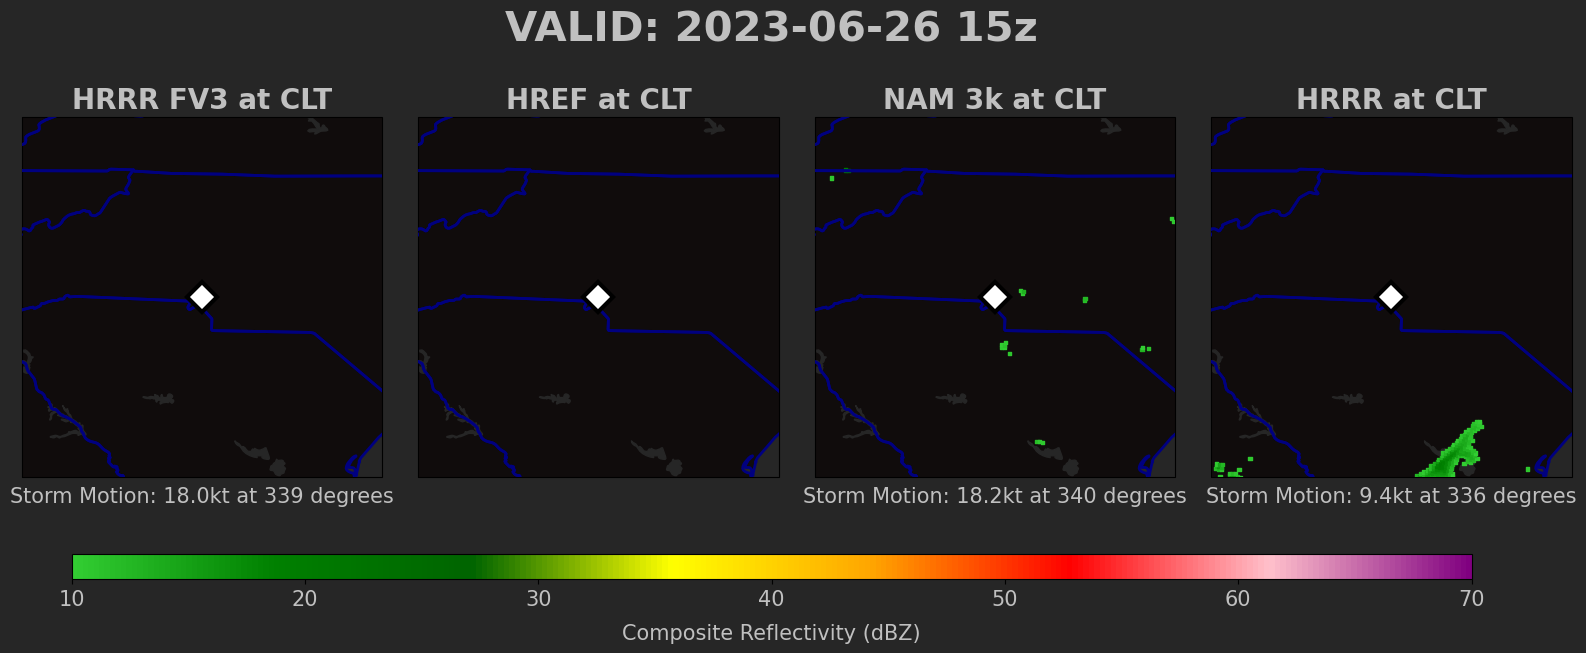 VALID: 2023-06-26 15z
HRRR FV3 at CLT
HREF at CLT
NAM 3k at CLT
HRRR at CLT
Storm Motion: 18.0kt at 339 degrees
Storm Motion: 18.2kt at 340 degrees
Storm Motion: 9.4kt at 336 degrees
10 20 30 40 50 60 70
Composite Reflectivity (dBZ)